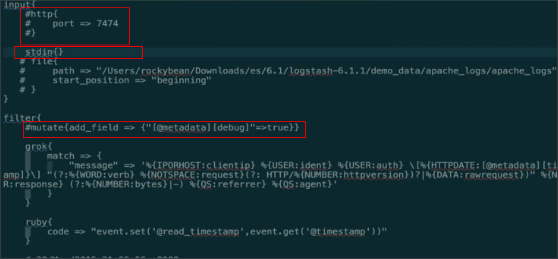 input{
#http{
# port => 7474
#}
stdin{}
# file{
# path => "/Users/rockybean/Downloads/es/6.1/logstash-6.1.1/demo_data/apache_logs/apache_logs"
# start_position => "beginning"
# }
}
filter{
#mutate{add_field => {"[@metadata][debug]"=>true}}
grok{
match => {
"message" => '%{IPORHOST:clientip} %{USER:ident} %{USER:auth} \[%{HTTPDATE:[@metadata][timest
amp]}\] "(?:%{WORD:verb} %{NOTSPACE:request}(?: HTTP/%{NUMBER:httpversion})?|%{DATA:rawrequest})" %{N
R:response} (?:%{NUMBER:bytes}|-) %{QS:referrer} %{QS:agent}'
}
}
ruby{
code => "event.set('@read_timestamp',event.get('@timestamp'))"
}